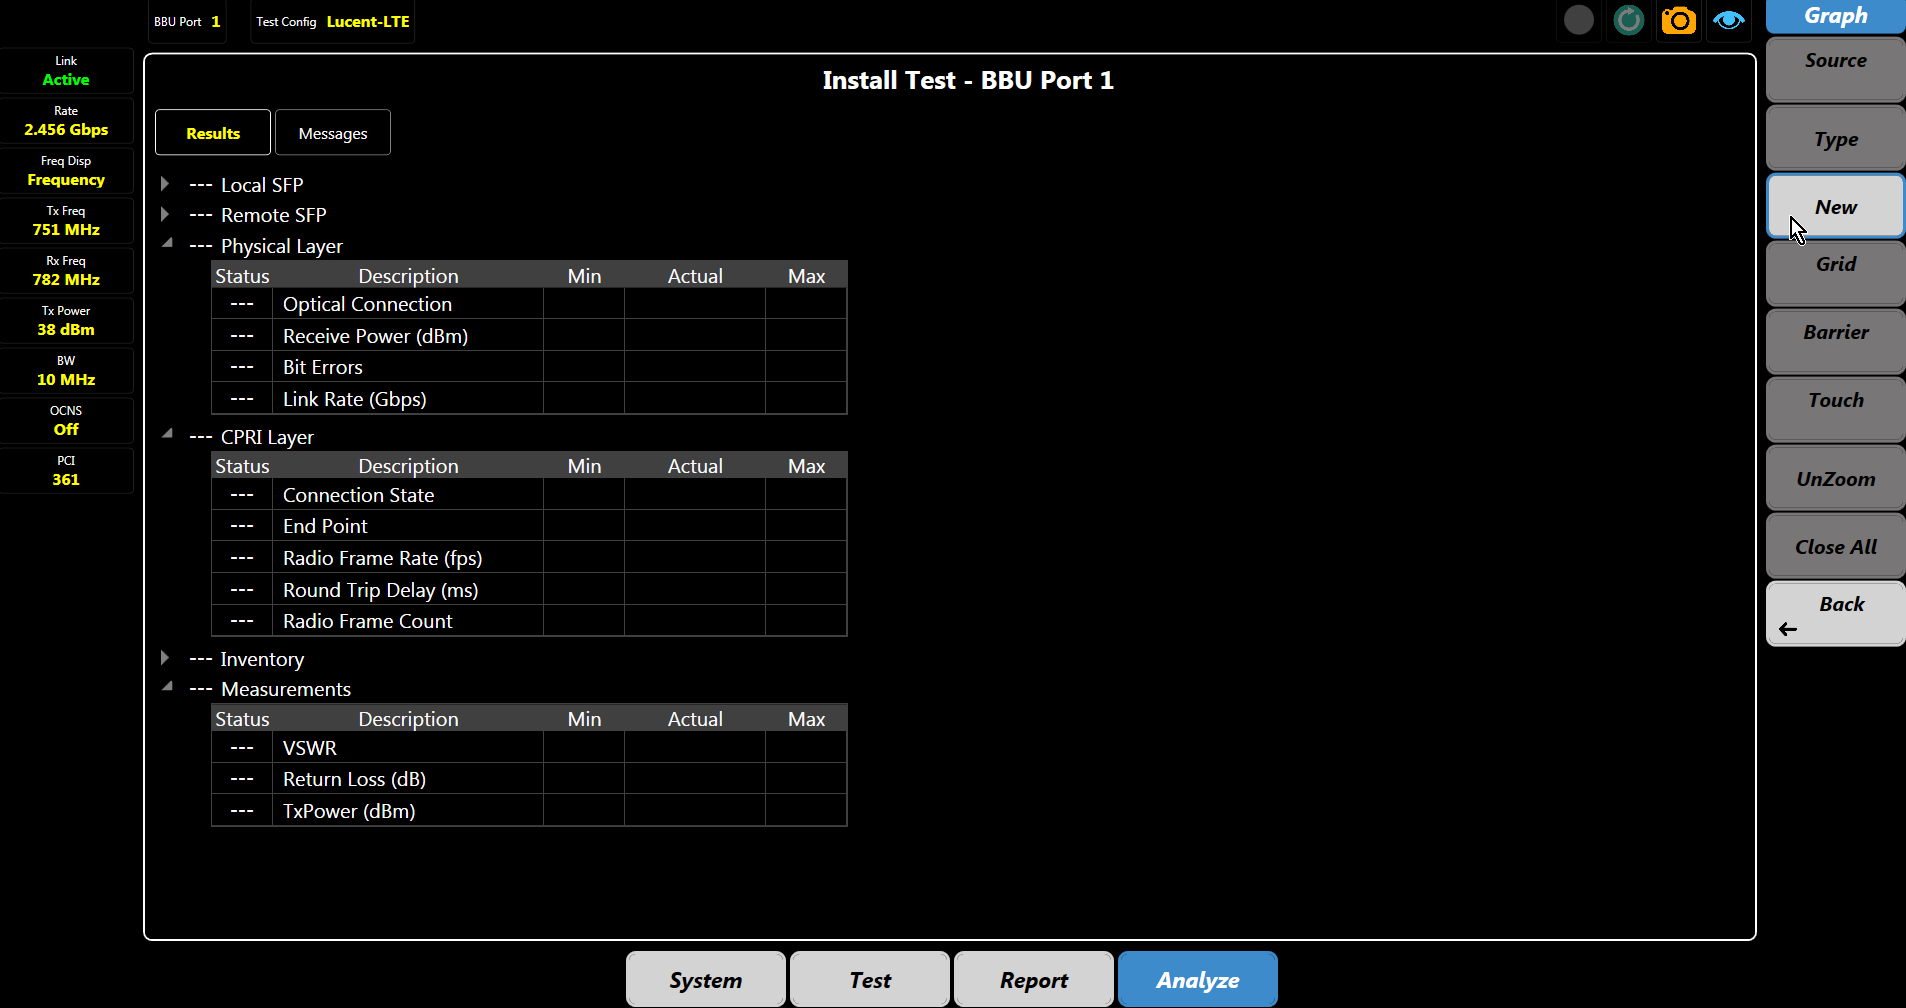 BBU Port 1
Test Config Lucent-LTE
Graph
Link
Active
Rate
2.456 Gbps
Freq Disp
Frequency
Tx Freq
751 MHz
Rx Freq
782 MHz
Tx Power
38 dBm
BW
10 MHz
OCNS
Off
PCI
361
Install Test - BBU Port 1
Results Messages
--- Local SFP
--- Remote SFP
--- Physical Layer
Status Description Min Actual Max
--- Optical Connection
--- Receive Power (dBm)
--- Bit Errors
--- Link Rate (Gbps)
--- CPRI Layer
Status Description Min Actual Max
--- Connection State
--- End Point
--- Radio Frame Rate (fps)
--- Round Trip Delay (ms)
--- Radio Frame Count
--- Inventory
--- Measurements
Status Description Min Actual Max
--- VSWR
--- Return Loss (dB)
--- TxPower (dBm)
Source
Type
New
Grid
Barrier
Touch
UnZoom
Close All
Back
System Test Report Analyze